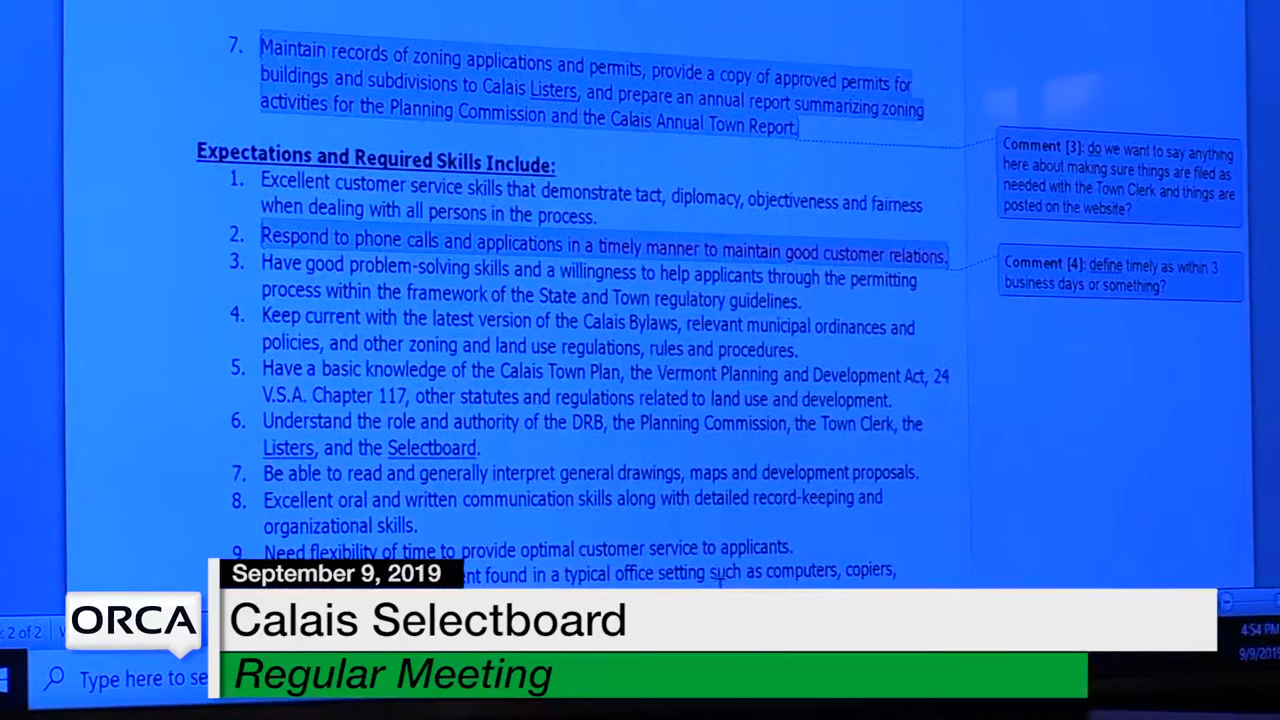 7. Maintain records of zoning applications and permits, provide a copy of approved permits for
buildings and subdivisions to Calais Listers, and prepare an annual report summarizing zoning
activities for the Planning Commission and the Calais Annual Town Report.
Expectations and Required Skills Include:
1. Excellent customer service skills that demonstrate tact, diplomacy, objectiveness and fairness
when dealing with all persons in the process.
2. Respond to phone calls and applications in a timely manner to maintain good customer relations.
3. Have good problem-solving skills and a willingness to help applicants through the permitting
process within the framework of the State and Town regulatory guidelines.
4. Keep current with the latest version of the Calais Bylaws, relevant municipal ordinances and
policies, and other zoning and land use regulations, rules and procedures.
5. Have a basic knowledge of the Calais Town Plan, the Vermont Planning and Development Act, 24
V.S.A. Chapter 117, other statutes and regulations related to land use and development.
6. Understand the role and authority of the DRB, the Planning Commission, the Town Clerk, the
Listers, and the Selectboard.
7. Be able to read and generally interpret general drawings, maps and development proposals.
8. Excellent oral and written communication skills along with detailed record-keeping and
organizational skills.
9. Need flexibility of time to provide optimal customer service to applicants.
nt found in a typical office setting such as computers, copiers,
Comment [3]: do we want to say anything
here about making sure things are filed as
needed with the Town Clerk and things are
posted on the website?
Comment [4]: define timely as within 3
business days or something?
September 9, 2019
ORCA
Calais Selectboard
Regular Meeting
: 2 of 2
Type here to se
4:54 PM
9/9/2019